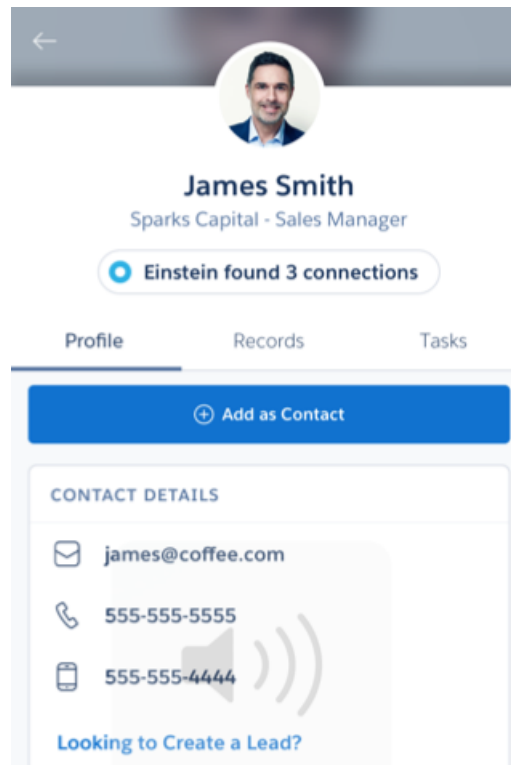 James Smith
Sparks Capital - Sales Manager
Einstein found 3 connections
Profile Records Tasks
Add as Contact
CONTACT DETAILS
james@coffee.com
555-555-5555
555-555-4444
Looking to Create a Lead?